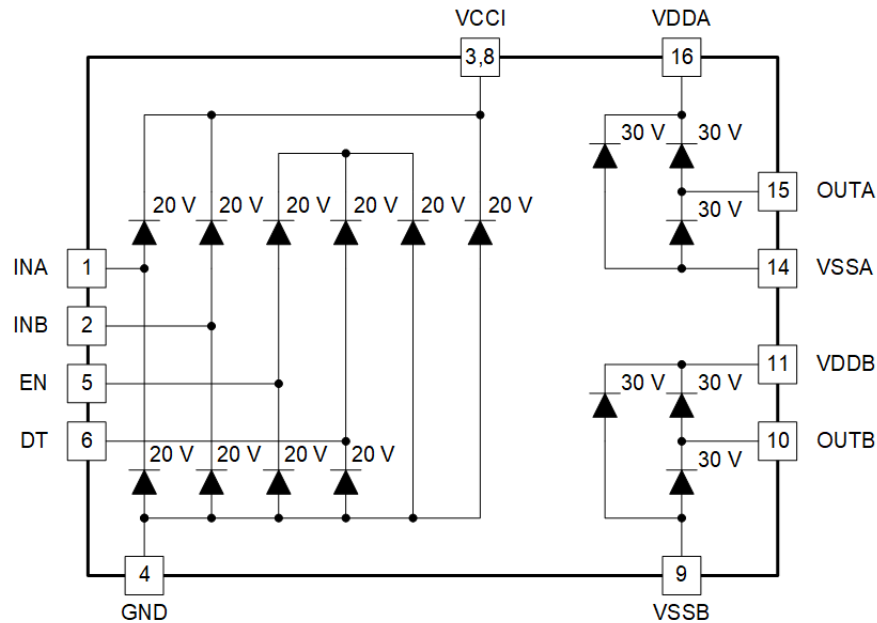 VCCI VDDA
3,8 16
30 V 30 V
15 OUTA
20 V 20 V 20 V 20 V 20 V 20 V 30 V
INA 1 14 VSSA
INB 2
EN 5 11 VDDB
30 V 30 V
DT 6 10 OUTB
20 V 20 V 20 V 20 V 30 V
4 9
GND VSSB